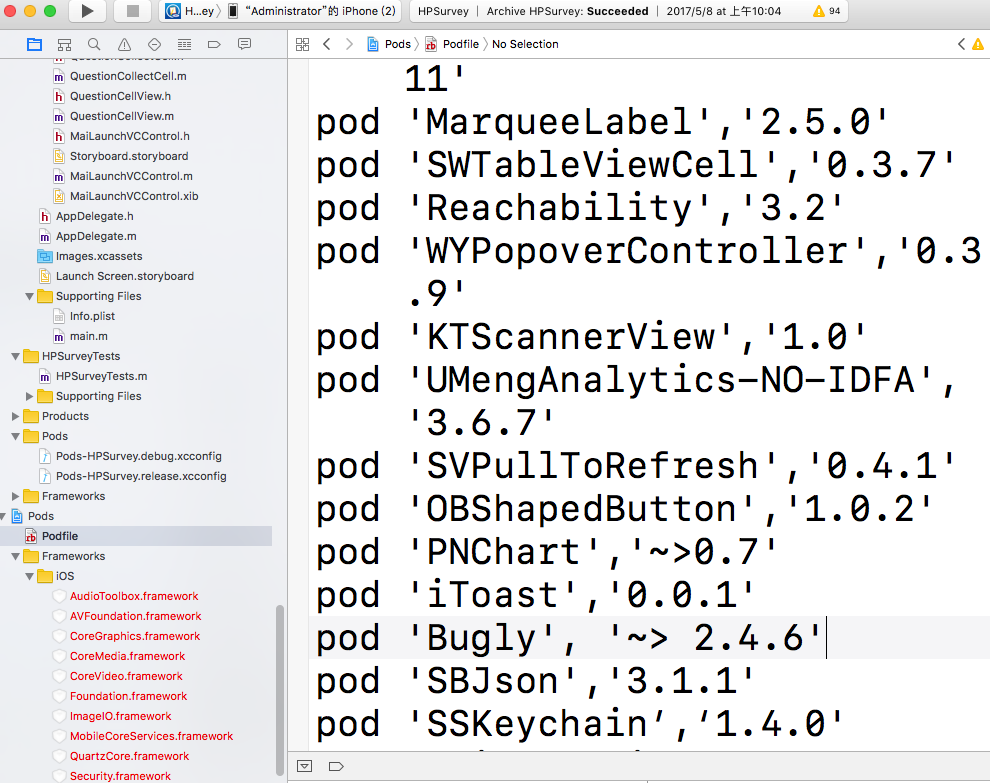 H...ey
“Administrator”的 iPhone (2)
HPSurvey
Archive HPSurvey: Succeeded
2017/5/8 at 上午10:04
94
Pods
Podfile
No Selection
QuestionCollectCell.m
QuestionCellView.h
QuestionCellView.m
MaiLaunchVCControl.h
Storyboard.storyboard
MaiLaunchVCControl.m
MaiLaunchVCControl.xib
AppDelegate.h
AppDelegate.m
Images.xcassets
Launch Screen.storyboard
Supporting Files
Info.plist
main.m
HPSurveyTests
HPSurveyTests.m
Supporting Files
Products
Pods
Pods-HPSurvey.debug.xcconfig
Pods-HPSurvey.release.xcconfig
Frameworks
Pods
Podfile
Frameworks
iOS
AudioToolbox.framework
AVFoundation.framework
CoreGraphics.framework
CoreMedia.framework
CoreVideo.framework
Foundation.framework
ImageIO.framework
MobileCoreServices.framework
QuartzCore.framework
Security.framework
11'
pod 'MarqueeLabel','2.5.0'
pod 'SWTableViewCell','0.3.7'
pod 'Reachability','3.2'
pod 'WYPopoverController','0.3
.9'
pod 'KTScannerView','1.0'
pod 'UMengAnalytics-NO-IDFA',
'3.6.7'
pod 'SVPullToRefresh','0.4.1'
pod 'OBShapedButton','1.0.2'
pod 'PNChart','~>0.7'
pod 'iToast','0.0.1'
pod 'Bugly', '~> 2.4.6'
pod 'SBJson','3.1.1'
pod 'SSKeychain’,‘1.4.0'